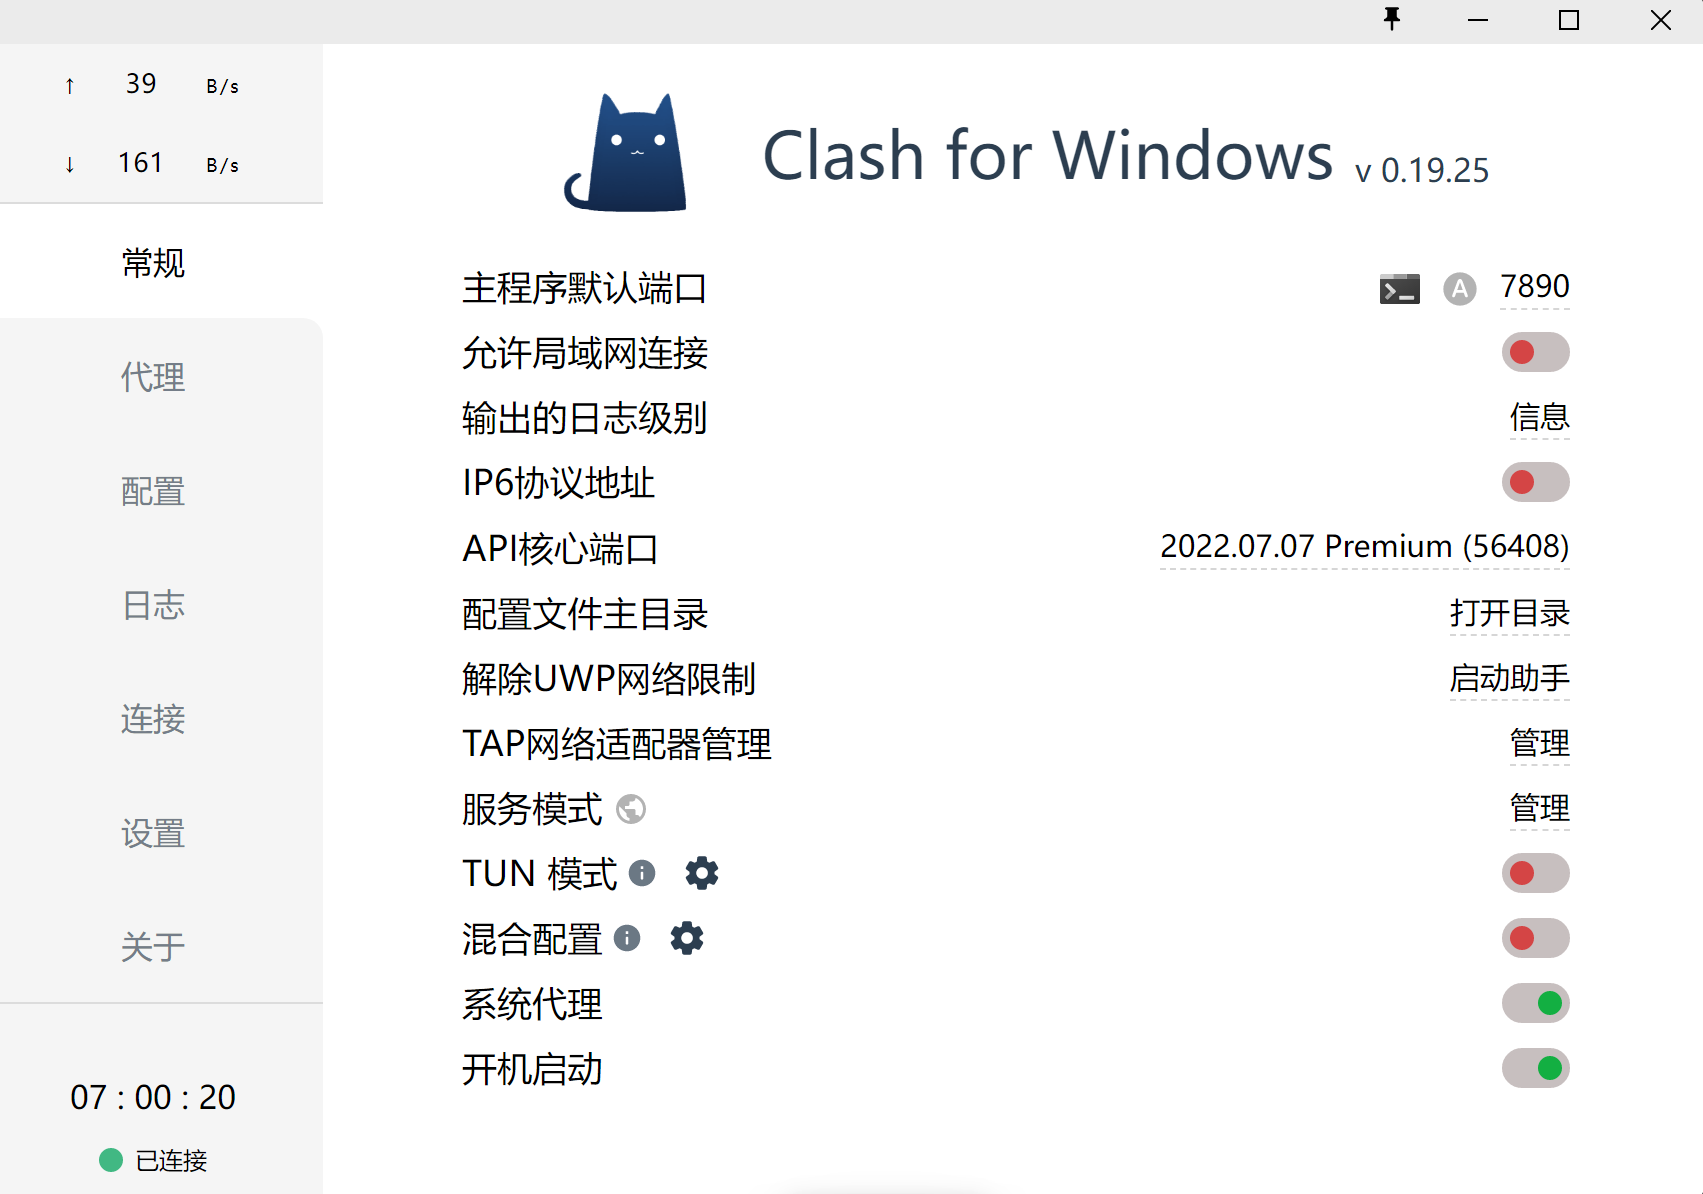 ↑ 39 B/s
↓ 161 B/s
常规
代理
配置
日志
连接
设置
关于
07 : 00 : 20
已连接
Clash for Windows v 0.19.25
主程序默认端口 A 7890
允许局域网连接
输出的日志级别 信息
IP6协议地址
API核心端口 2022.07.07 Premium (56408)
配置文件主目录 打开目录
解除UWP网络限制 启动助手
TAP网络适配器管理 管理
服务模式 管理
TUN 模式
混合配置
系统代理
开机启动